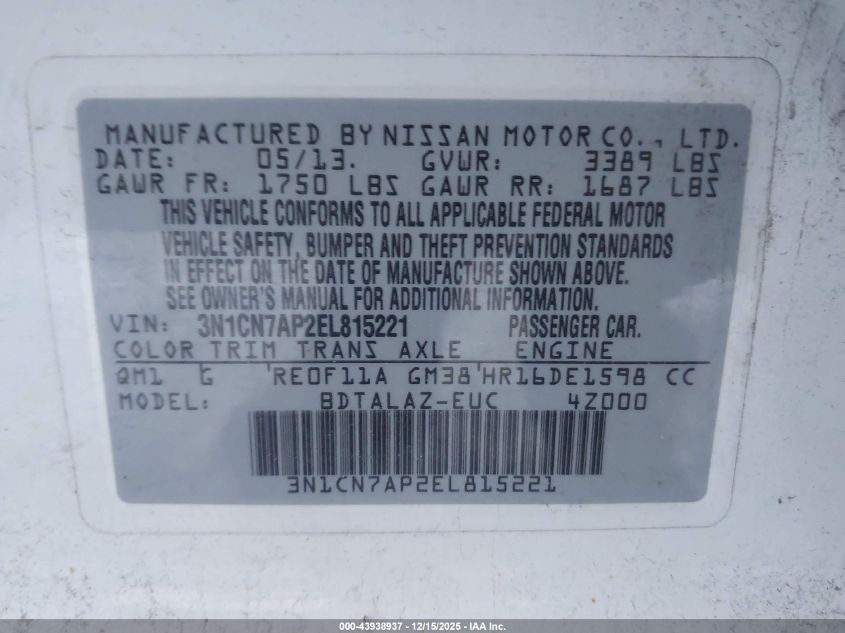 MANUFACTURED BY NISSAN MOTOR CO., LTD.
DATE: 05/13. GVWR: 3389 LBS
GAWR FR: 1750 LBS GAWR RR: 1687 LBS
THIS VEHICLE CONFORMS TO ALL APPLICABLE FEDERAL MOTOR
VEHICLE SAFETY, BUMPER AND THEFT PREVENTION STANDARDS
IN EFFECT ON THE DATE OF MANUFACTURE SHOWN ABOVE.
SEE OWNER'S MANUAL FOR ADDITIONAL INFORMATION.
VIN: 3N1CN7AP2EL815221 PASSENGER CAR.
COLOR TRIM TRANS AXLE ENGINE
QM1 G 'RE0F11A GM38'HR16DE1598 CC
MODEL: BDTALAZ-EUC 4Z000
3N1CN7AP2EL815221
000-43938937 - 12/15/2025 - IAA Inc.